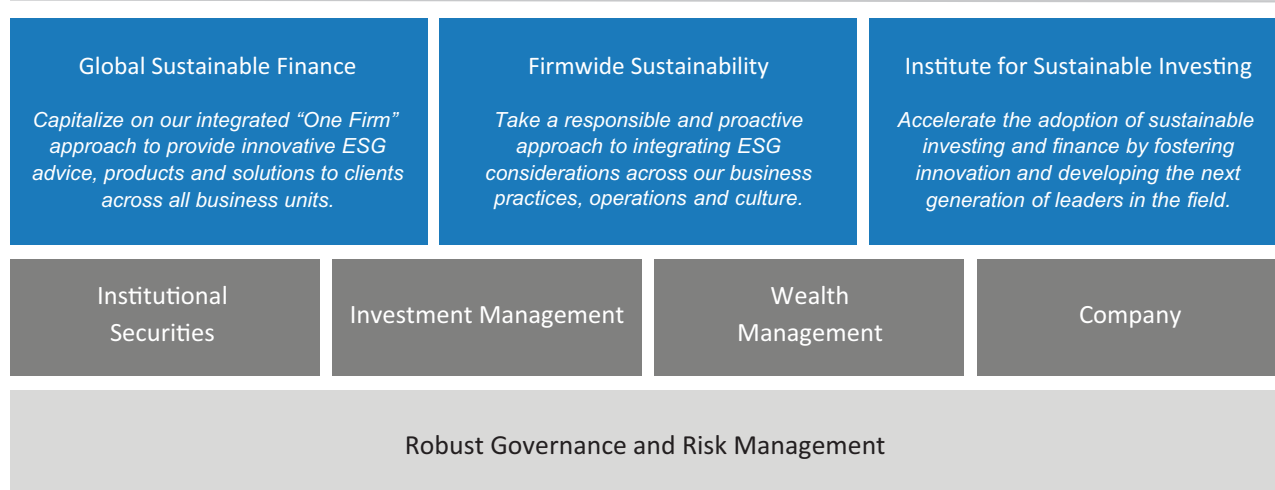 Global Sustainable Finance
Capitalize on our integrated “One Firm”
approach to provide innovative ESG
advice, products and solutions to clients
across all business units.
Firmwide Sustainability
Take a responsible and proactive
approach to integrating ESG
considerations across our business
practices, operations and culture.
Institute for Sustainable Investing
Accelerate the adoption of sustainable
investing and finance by fostering
innovation and developing the next
generation of leaders in the field.
Institutional
Securities
Investment Management
Wealth
Management
Company
Robust Governance and Risk Management